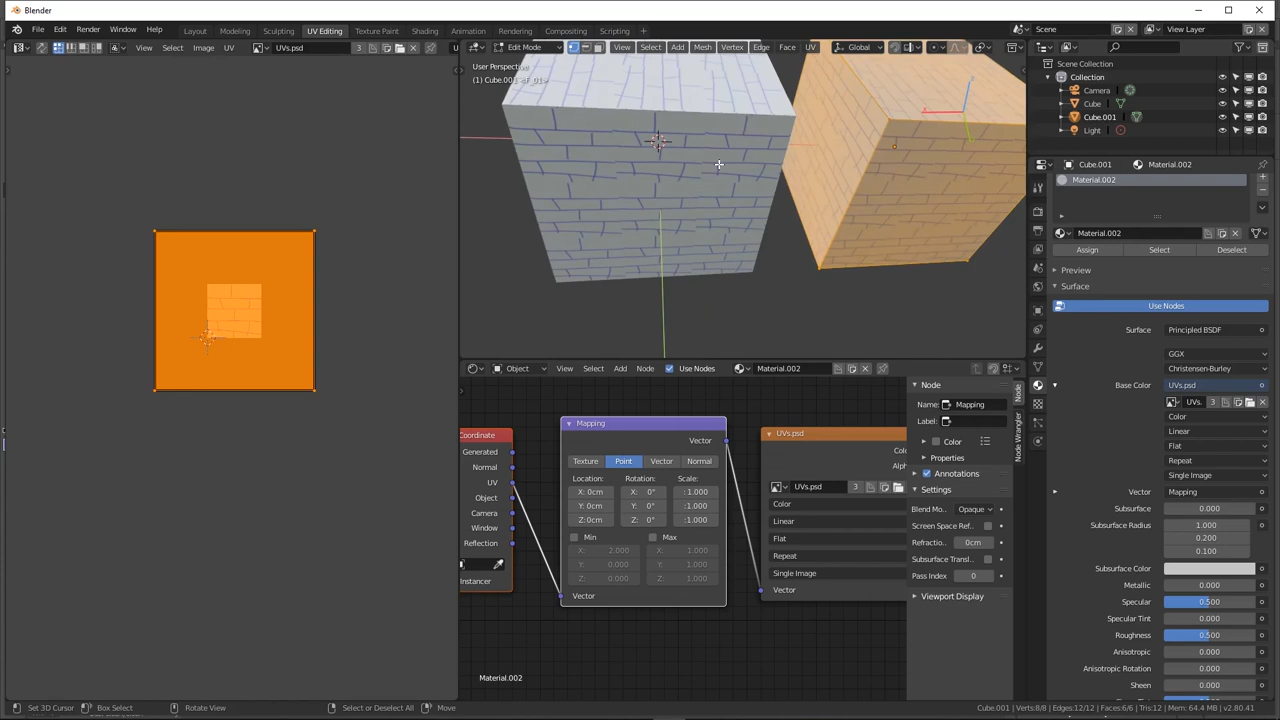 Blender
File Edit Render Window Help Layout Modeling Sculpting UV Editing Texture Paint Shading Animation Rendering Compositing Scripting +
Scene View Layer
View Select Image UV UVs.psd 3
Edit Mode View Select Add Mesh Vertex Edge Face UV Global
User Perspective
(1) Cube.001
Scene Collection
Collection
Camera
Cube
Cube.001
Light
Cube.001 Material.002
Material.002
Material.002
Assign Select Deselect
Preview
Surface
Use Nodes
Surface: Principled BSDF
GGX
Christensen-Burley
Base Color UVs.psd
UVs. 3
Color
Linear
Flat
Repeat
Single Image
Vector: Mapping
Subsurface: 0.000
Subsurface Radius 1.000
0.200
0.100
Subsurface Color
Metallic: 0.000
Specular: 0.500
Specular Tint: 0.000
Roughness: 0.500
Anisotropic: 0.000
Anisotropic Rotation 0.000
Sheen: 0.000
Object View Select Add Node Use Nodes Material.002
Coordinate
Generated
Normal
UV
Object
Camera
Window
Reflection
Instancer
Mapping
Vector
Texture Point Vector Normal
Location: Rotation: Scale:
X: 0cm X: 0° : 1.000
Y: 0cm Y: 0° : 1.000
Z: 0cm Z: 0° : 1.000
Min Max
X: 2.000 X: 1.000
Y: 0.000 Y: 1.000
Z: 0.000 Z: 1.000
Vector
UVs.psd
Alph
UVs.psd 3
Color
Linear
Flat
Repeat
Single Image
Vector
Node
Name: Mapping
Label:
Color
Properties
Annotations
Settings
Blend Mo.. Opaque
Screen Space Ref..
Refractio.. 0cm
Subsurface Transl..
Pass Index 0
Viewport Display
Node
Node Wrangler
Material.002
Set 3D Cursor Box Select Rotate View Select or Deselect All Move Cube.001 | Verts:8/8 | Edges:12/12 | Faces:6/6 | Tris:12 | Mem: 64.4 MB | v2.80.41